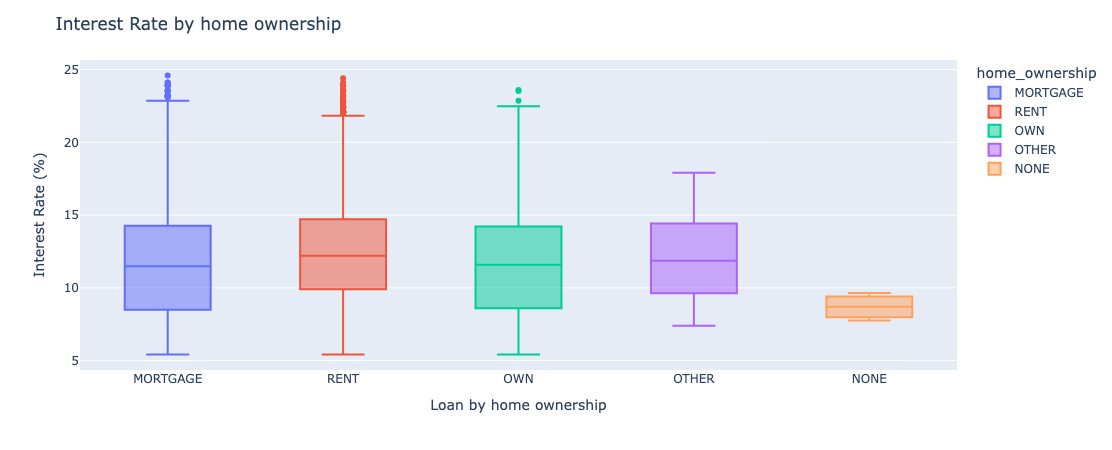 Interest Rate by home ownership
home_ownership
MORTGAGE
RENT
OWN
OTHER
NONE
Interest Rate (%)
25
20
15
10
5
MORTGAGE RENT OWN OTHER NONE
Loan by home ownership